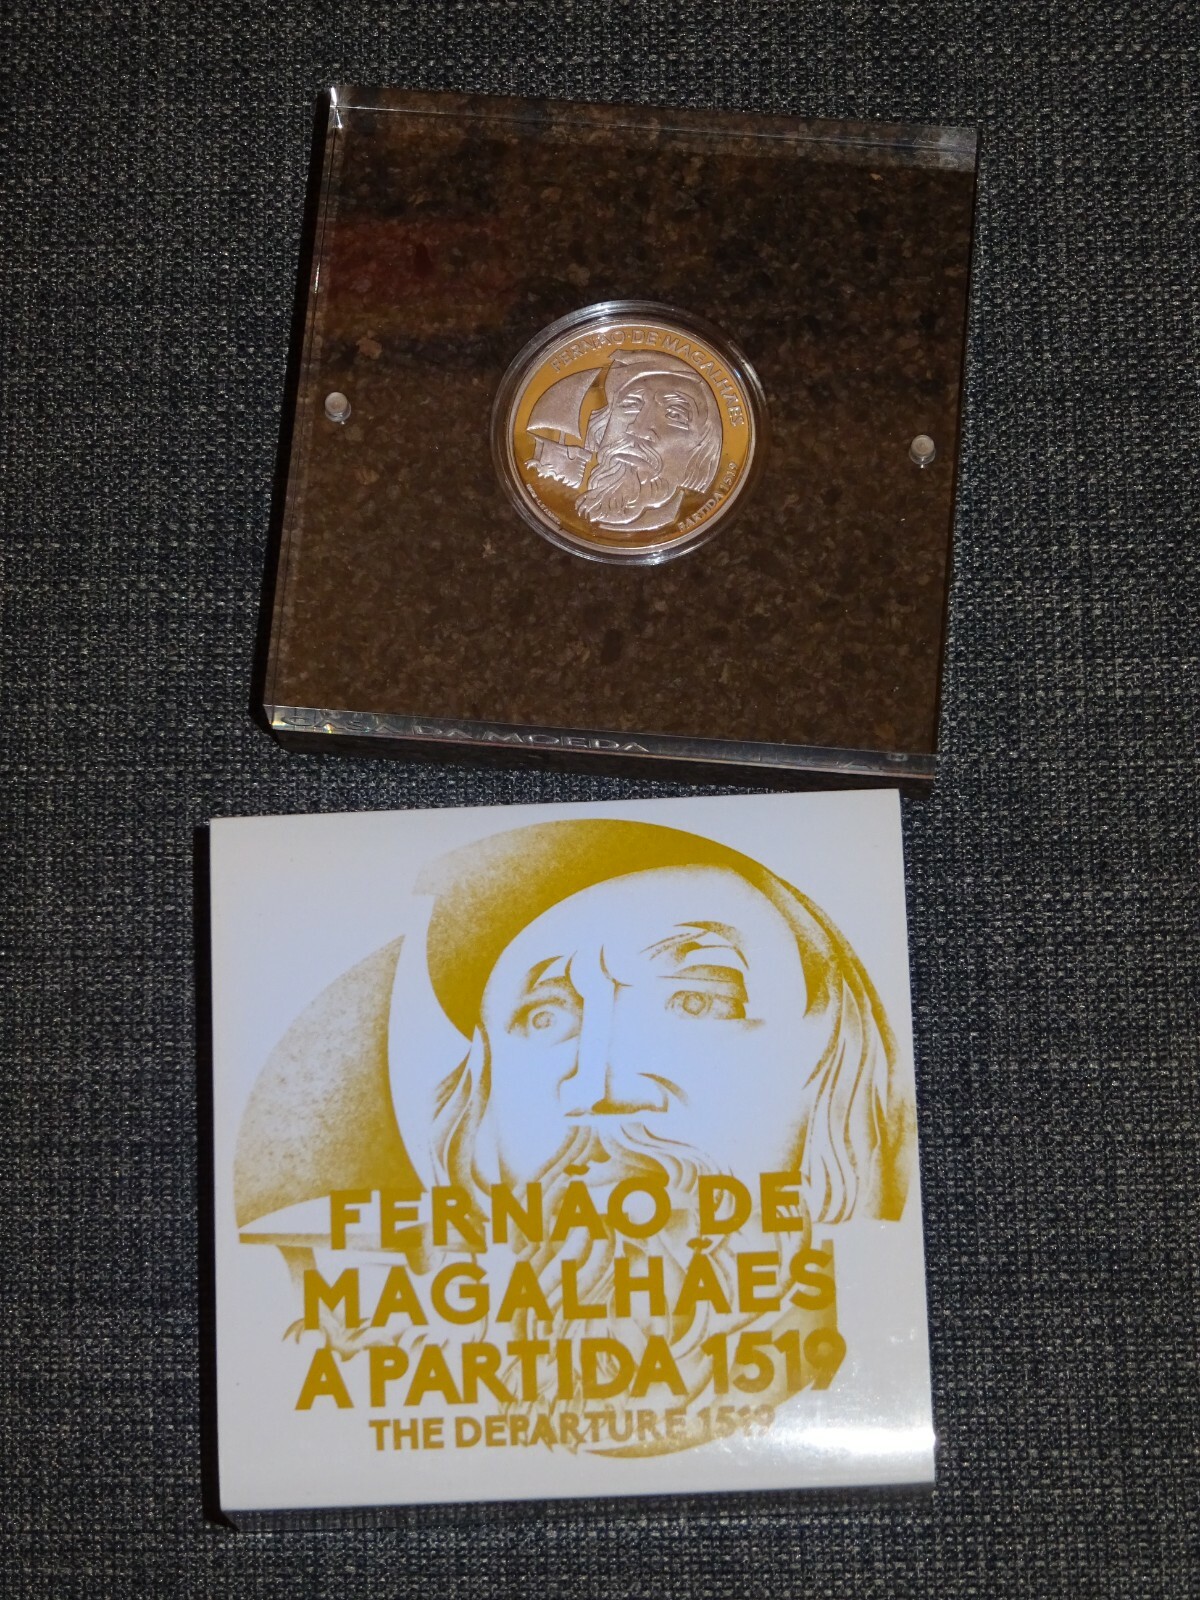 FERNÃO DE MAGALHÃES
PARTIDA 1519
CASA DA MOEDA
FERNÃO DE
MAGALHÃES
A PARTIDA 1519
THE DEPARTURE 1519